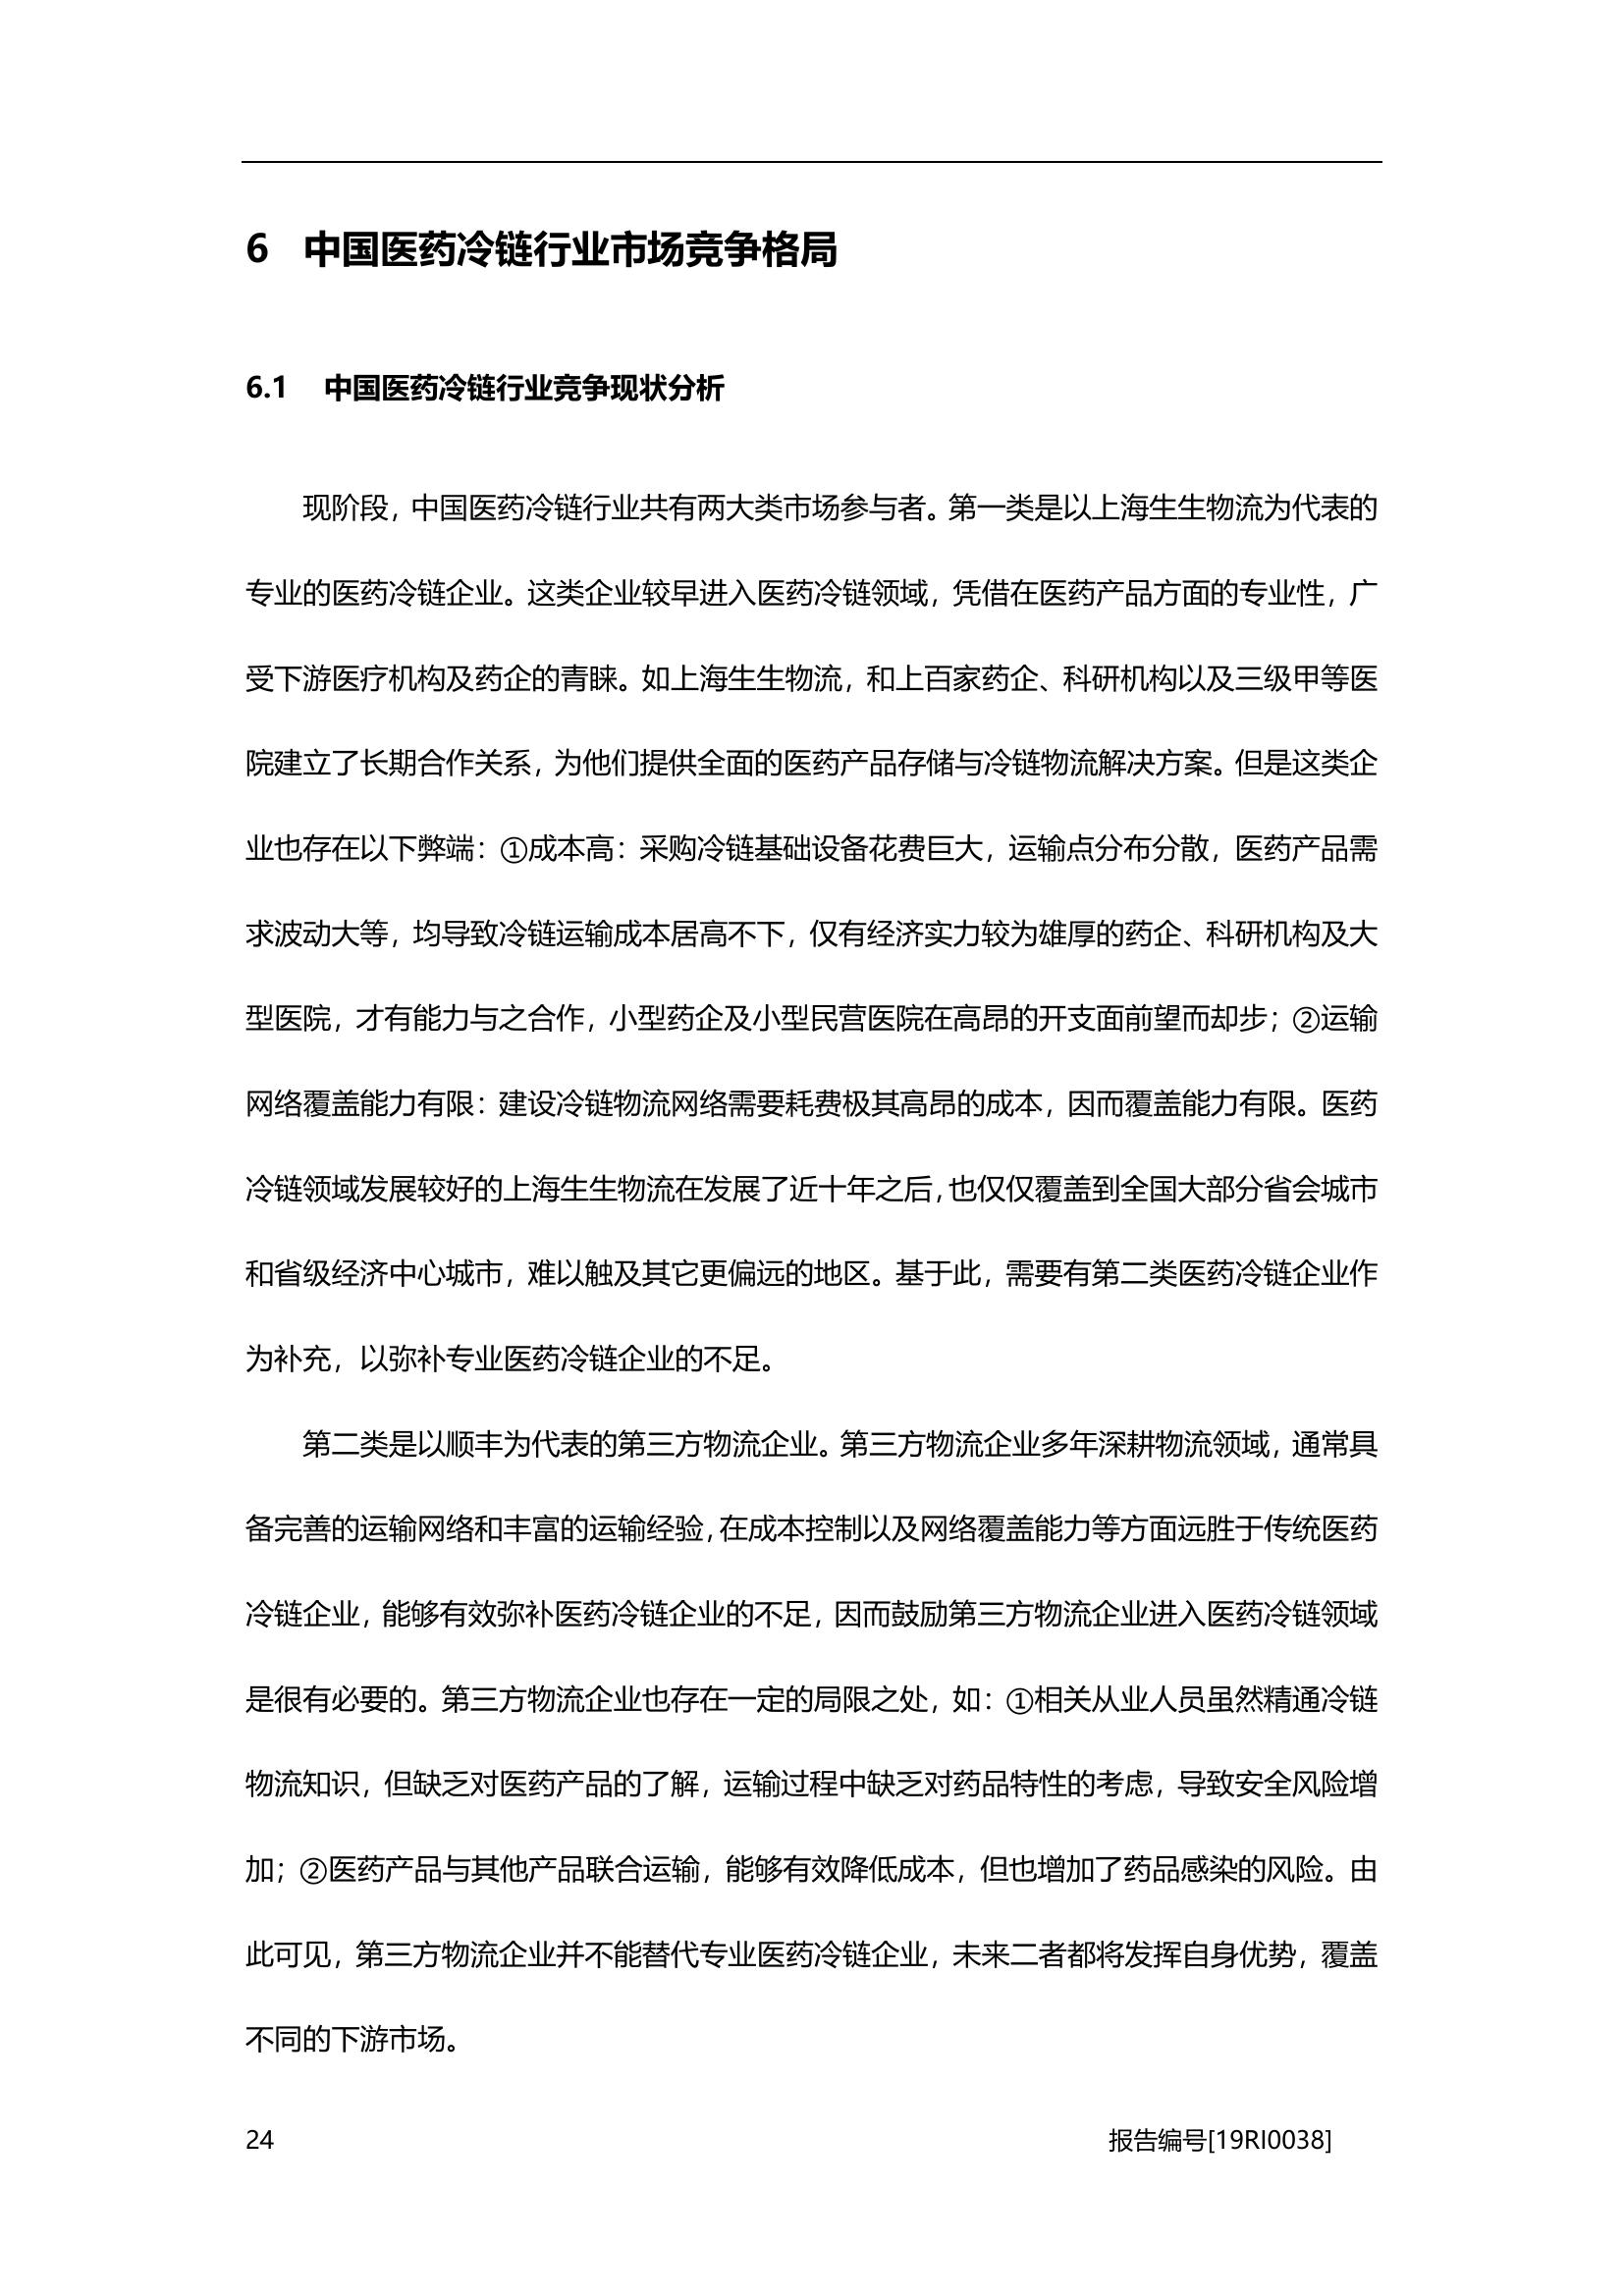 6 中国医药冷链行业市场竞争格局
6.1 中国医药冷链行业竞争现状分析
现阶段，中国医药冷链行业共有两大类市场参与者。第一类是以上海生生物流为代表的
专业的医药冷链企业。这类企业较早进入医药冷链领域，凭借在医药产品方面的专业性，广
受下游医疗机构及药企的青睐。如上海生生物流，和上百家药企、科研机构以及三级甲等医
院建立了长期合作关系，为他们提供全面的医药产品存储与冷链物流解决方案。但是这类企
业也存在以下弊端：①成本高：采购冷链基础设备花费巨大，运输点分布分散，医药产品需
求波动大等，均导致冷链运输成本居高不下，仅有经济实力较为雄厚的药企、科研机构及大
型医院，才有能力与之合作，小型药企及小型民营医院在高昂的开支面前望而却步；②运输
网络覆盖能力有限：建设冷链物流网络需要耗费极其高昂的成本，因而覆盖能力有限。医药
冷链领域发展较好的上海生生物流在发展了近十年之后，也仅仅覆盖到全国大部分省会城市
和省级经济中心城市，难以触及其它更偏远的地区。基于此，需要有第二类医药冷链企业作
为补充，以弥补专业医药冷链企业的不足。
第二类是以顺丰为代表的第三方物流企业。第三方物流企业多年深耕物流领域，通常具
备完善的运输网络和丰富的运输经验，在成本控制以及网络覆盖能力等方面远胜于传统医药
冷链企业，能够有效弥补医药冷链企业的不足，因而鼓励第三方物流企业进入医药冷链领域
是很有必要的。第三方物流企业也存在一定的局限之处，如：①相关从业人员虽然精通冷链
物流知识，但缺乏对医药产品的了解，运输过程中缺乏对药品特性的考虑，导致安全风险增
加；②医药产品与其他产品联合运输，能够有效降低成本，但也增加了药品感染的风险。由
此可见，第三方物流企业并不能替代专业医药冷链企业，未来二者都将发挥自身优势，覆盖
不同的下游市场。
24 报告编号[19RI0038]